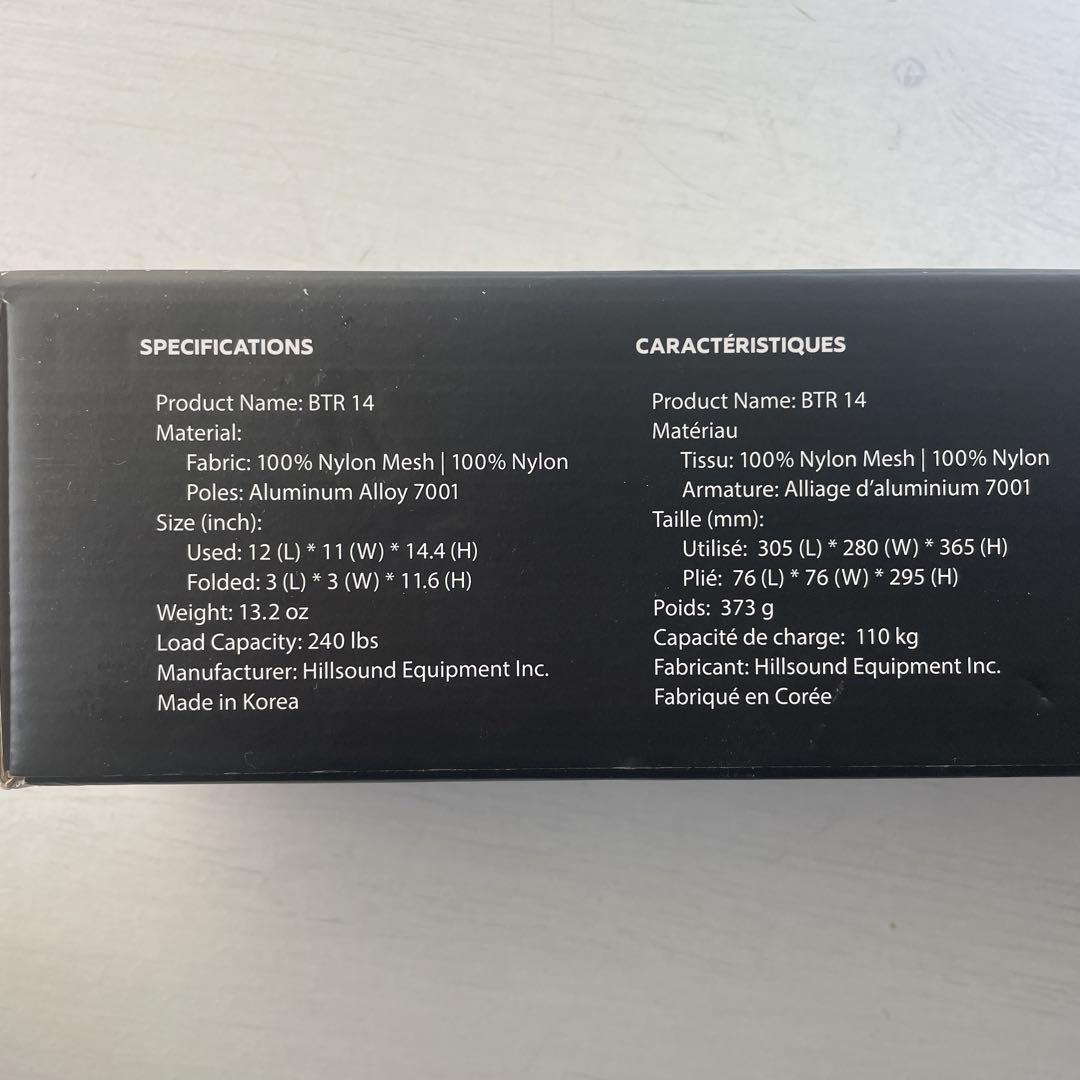 SPECIFICATIONS
Product Name: BTR 14
Material:
Fabric: 100% Nylon Mesh | 100% Nylon
Poles: Aluminum Alloy 7001
Size (inch):
Used: 12 (L) * 11 (W) * 14.4 (H)
Folded: 3 (L) * 3 (W) * 11.6 (H)
Weight: 13.2 oz
Load Capacity: 240 lbs
Manufacturer: Hillsound Equipment Inc.
Made in Korea
CARACTÉRISTIQUES
Product Name: BTR 14
Matériau
Tissu: 100% Nylon Mesh | 100% Nylon
Armature: Alliage d’aluminium 7001
Taille (mm):
Utilisé: 305 (L) * 280 (W) * 365 (H)
Plié: 76 (L) * 76 (W) * 295 (H)
Poids: 373 g
Capacité de charge: 110 kg
Fabricant: Hillsound Equipment Inc.
Fabriqué en Corée